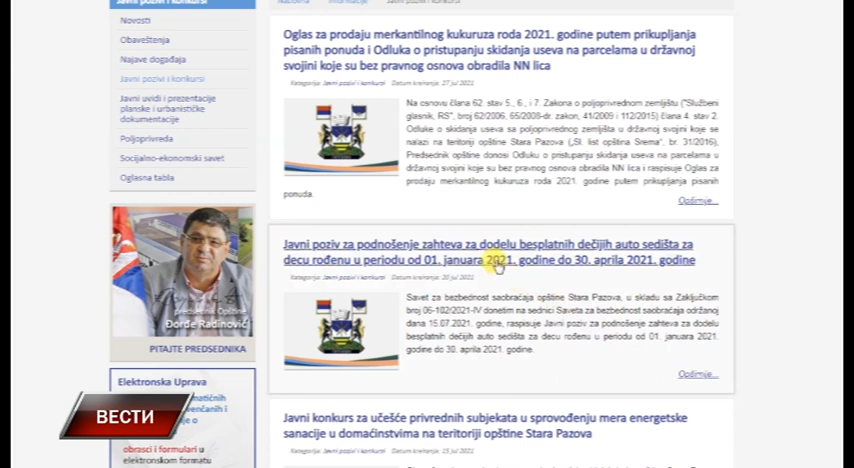 Javni pozivi i konkursi
Novosti
Obaveštenja
Najave događaja
Javni pozivi i konkursi
Javni uvidi i prezentacije
planske i urbanističke
dokumentacije
Poljoprivreda
Socijalno-ekonomski savet
Oglasna tabla
predsednik Opštine
Đorđe Radinović
PITAJTE PREDSEDNIKA
Elektronska Uprava
obrasci i formulari u
elektronskom formatu
ВЕСТИ
Naslovna Informacije Javni pozivi i konkursi
Oglas za prodaju merkantilnog kukuruza roda 2021. godine putem prikupljanja
pisanih ponuda i Odluka o pristupanju skidanja useva na parcelama u državnoj
svojini koje su bez pravnog osnova obradila NN lica
Kategorija: Javni pozivi i konkursi Datum kreiranja: 27 jul 2021
Na osnovu člana 62. stav 5., 6., i 7. Zakona o poljoprivrednom zemljištu ("Službeni
glasnik, RS", broj 62/2006, 65/2008-dr. zakon, 41/2009 i 112/2015) člana 4. stav 2.
Odluke o skidanja useva sa poljoprivrednog zemljišta u državnoj svojini koje se
nalazi na teritoriji opštine Stara Pazova („Sl. list opština Srema", br. 31/2016),
Predsednik opštine donosi Odluku o pristupanju skidanja useva na parcelama u
državnoj svojini koje su bez pravnog osnova obradila NN lica i raspisuje Oglas za
prodaju merkantilnog kukuruza roda 2021. godine putem prikupljanja pisanih
ponuda.
Opširnije...
Javni poziv za podnošenje zahteva za dodelu besplatnih dečijih auto sedišta za
decu rođenu u periodu od 01. januara 2021. godine do 30. aprila 2021. godine
Kategorija: Javni pozivi i konkursi Datum kreiranja: 20 jul 2021
Savet za bezbednost saobraćaja opštine Stara Pazova, u skladu sa Zaključkom
broj 06-102/2021-IV donetim na sednici Saveta za bezbednost saobraćaja održanoj
dana 15.07.2021. godine, raspisuje Javni poziv za podnošenje zahteva za dodelu
besplatnih dečijih auto sedišta za decu rođenu u periodu od 01. januara 2021.
godine do 30. aprila 2021. godine.
Opširnije...
Javni konkurs za učešće privrednih subjekata u sprovođenju mera energetske
sanacije u domaćinstvima na teritoriji opštine Stara Pazova
Kategorija: Javni pozivi i konkursi Datum kreiranja: 15 jul 2021